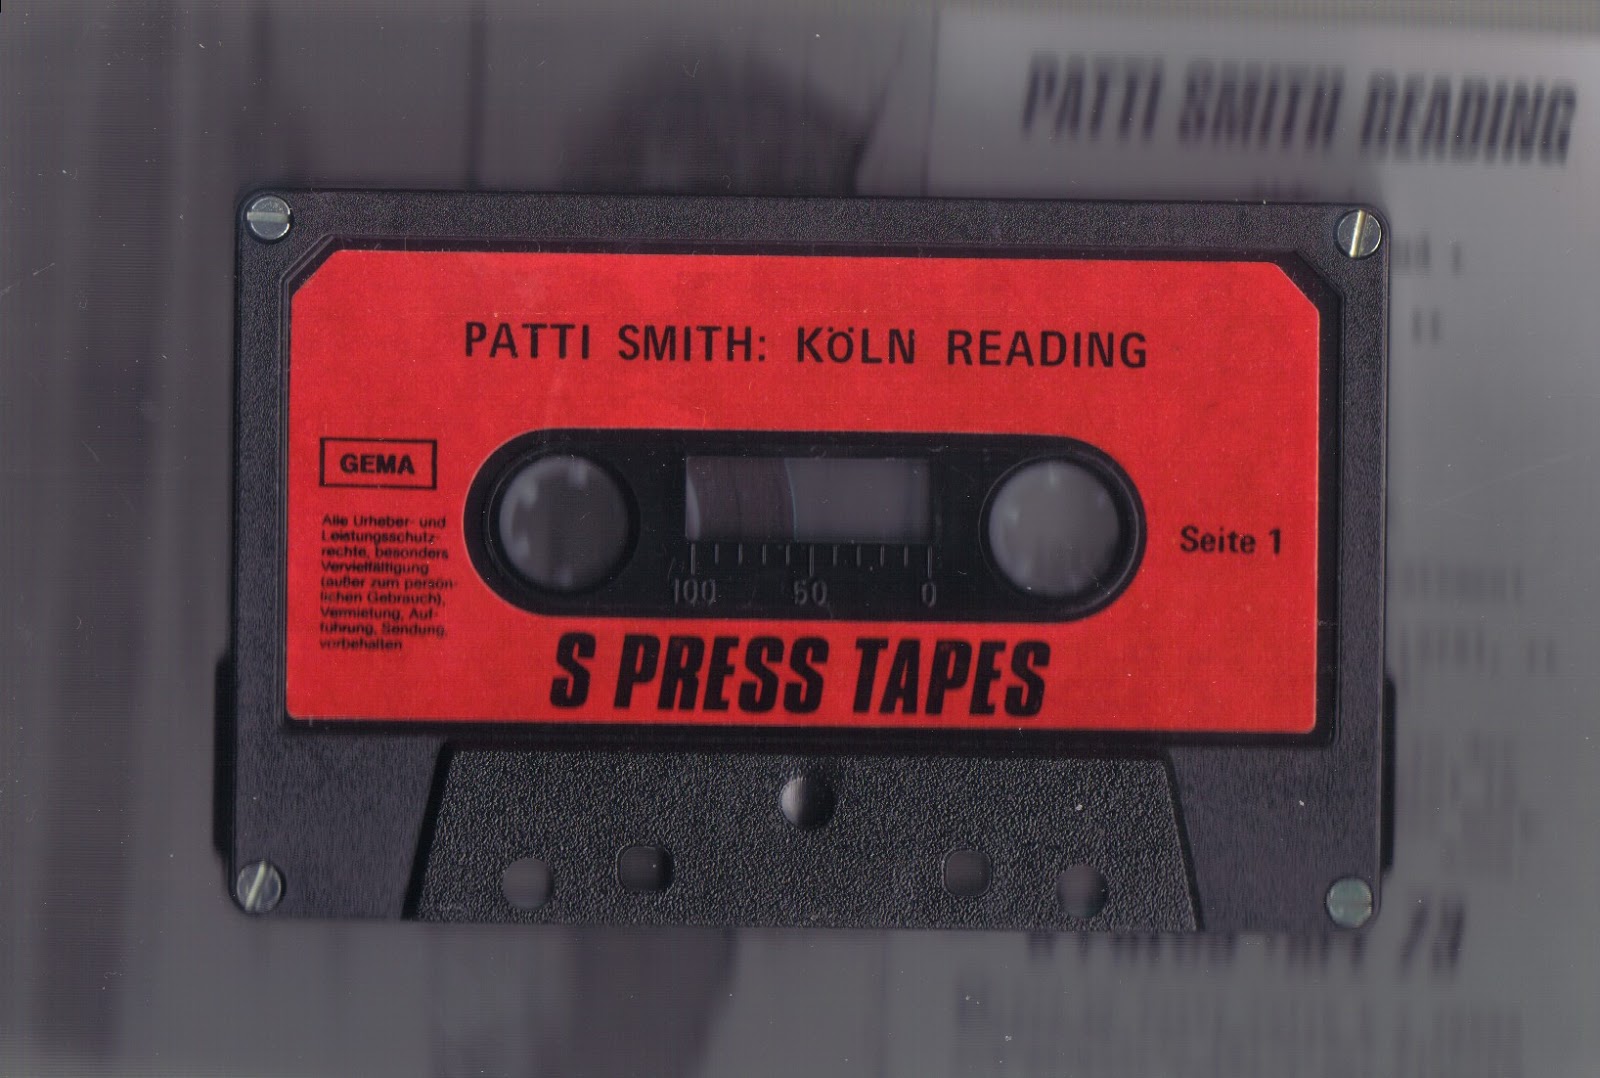 PATTI SMITH READING
PATTI SMITH: KöLN READING
GEMA
Alle Urheber- und
Leistungsschutz-
rechte, besonders
Vervielfältigung
(außer zum persön-
lichen Gebrauch),
Vermietung, Auf-
führung, Sendung,
vorbehalten
Seite 1
100 50 0
S PRESS TAPES